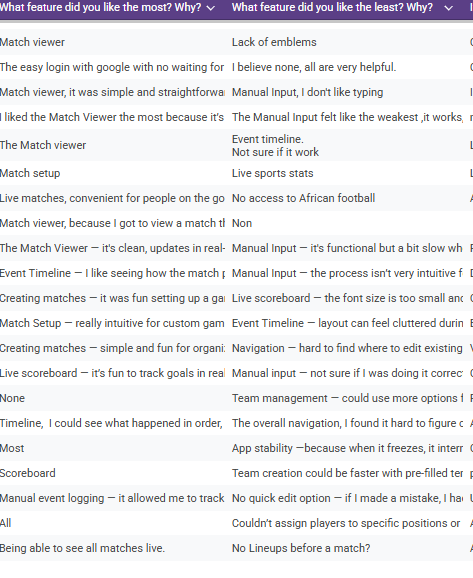 What feature did you like the most? Why? What feature did you like the least? Why?
Match viewer Lack of emblems
The easy login with google with no waiting for I believe none, all are very helpful.
Match viewer, it was simple and straightforwa Manual Input, I don't like typing
I liked the Match Viewer the most because it's The Manual Input felt like the weakest ,it works,
The Match viewer Event timeline.
Not sure if it work
Match setup Live sports stats
Live matches, convenient for people on the go No access to African football
Match viewer, because I got to view a match Non
The Match Viewer — it's clean, updates in real- Manual Input — it's functional but a bit slow wh
Event Timeline — I like seeing how the match Manual Input — the process isn't very intuitive f
Creating matches — it was fun setting up a ga Live scoreboard — the font size is too small and
Match Setup — really intuitive for custom gam Event Timeline — layout can feel cluttered durin
Creating matches — simple and fun for organi Navigation — hard to find where to edit existing
Live scoreboard — it's fun to track goals in real Manual input — not sure if I was doing it correc
None Team management — could use more options f
Timeline, I could see what happened in order, The overall navigation, I found it hard to figure
Most App stability —because when it freezes, it interr
Scoreboard Team creation could be faster with pre-filled
Manual event logging — it allowed me to track No quick edit option — if I made a mistake, I ha
All Couldn't assign players to specific positions or
Being able to see all matches live. No Lineups before a match?